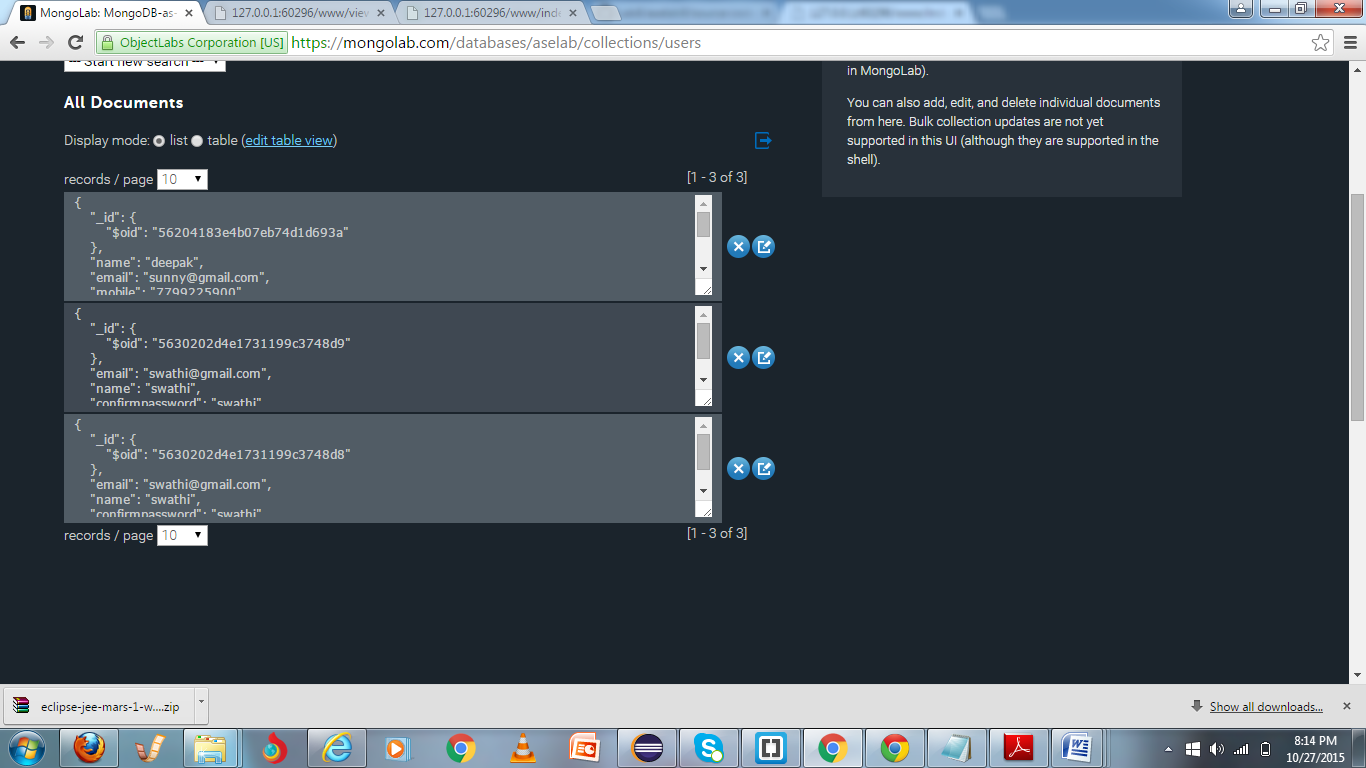 MongoLab: MongoDB-as-
127.0.0.1:60296/www/view
127.0.0.1:60296/www/inde
ObjectLabs Corporation [US]
https://mongolab.com/databases/aselab/collections/users
--- Start new search ---
in MongoLab).
You can also add, edit, and delete individual documents
from here. Bulk collection updates are not yet
supported in this UI (although they are supported in the
shell).
All Documents
Display mode: list table (edit table view)
records / page 10 [1 - 3 of 3]
{
"_id": {
"$oid": "56204183e4b07eb74d1d693a"
},
"name": "deepak",
"email": "sunny@gmail.com",
"mobile": "7799225900"
{
"_id": {
"$oid": "5630202d4e1731199c3748d9"
},
"email": "swathi@gmail.com",
"name": "swathi",
"confirmpassword": "swathi"
{
"_id": {
"$oid": "5630202d4e1731199c3748d8"
},
"email": "swathi@gmail.com",
"name": "swathi",
"confirmpassword": "swathi"
records / page 10 [1 - 3 of 3]
eclipse-jee-mars-1-w....zip
Show all downloads...
8:14 PM
10/27/2015